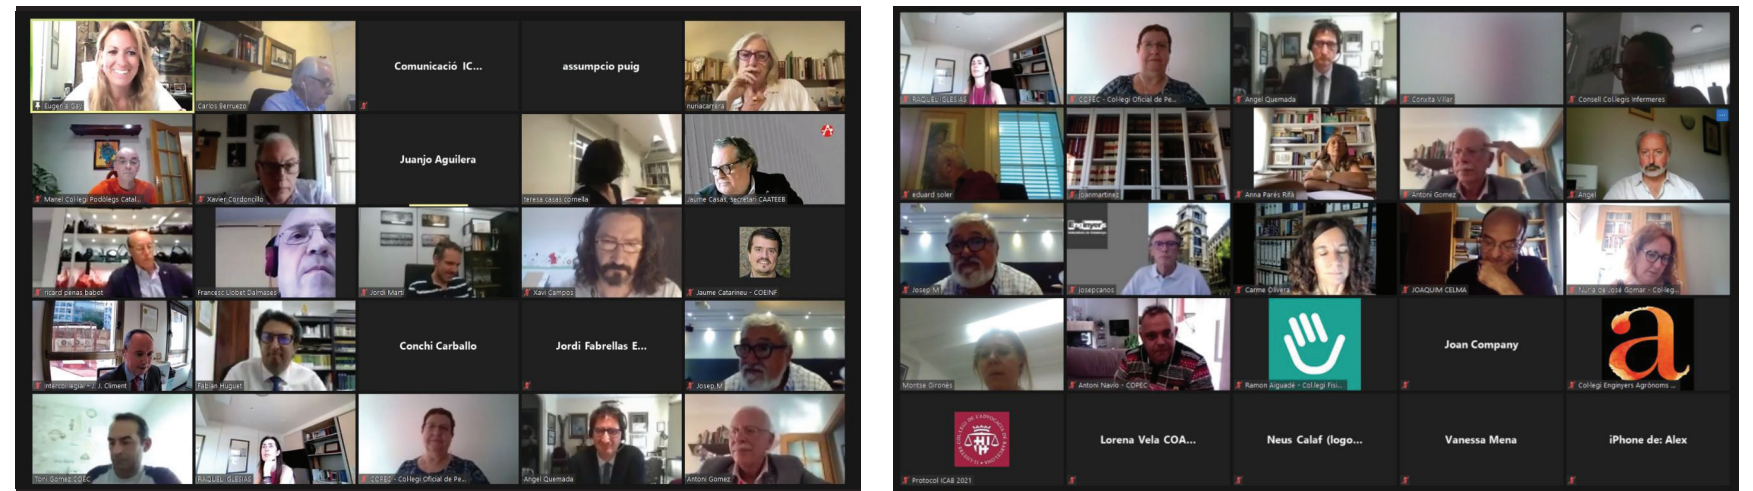 Eugenia Gay
Carlos Berruezo
Comunicació IC...
assumpcio puig
nuriacarrera
Manel Col·legi Podòlegs Catal...
Xavier Cordoncillo
Juanjo Aguilera
teresa casas comella
Jaume Casas, secretari CAATEEB
ricard penas babot
Francesc Llobet Dalmases
Jordi Martí
Xavi Campos
Jaume Catarineu - COEINF
Intercol·legial - J. J. Climent
Fabian Huguet
Conchi Carballo
Jordi Fabrellas E...
Josep M
Toni Gomez COEC
RAQUEL IGLESIAS
COPEC - Col·legi Oficial de Pe...
Angel Quemada
Antoni Gomez
RAQUEL IGLESIAS
COPEC - Col·legi Oficial de Pe...
Angel Quemada
Conxita Villar
Consell Col·legis Infermeres
eduard soler
joanmartinez
Anna Parés Rifà
Antoni Gomez
Angel
Josep M
josepcanos
Carme Olivera
JOAQUIM CELMA
Núria de José Gomar - Col·leg...
Montse Gironès
Antoni Navio - COPEC
Ramon Aiguadé - Col·legi Fisi...
Joan Company
a
Col·legi Enginyers Agrònoms ...
Protocol ICAB 2021
Lorena Vela COA...
Neus Calaf (logo...
Vanessa Mena
iPhone de: Alex